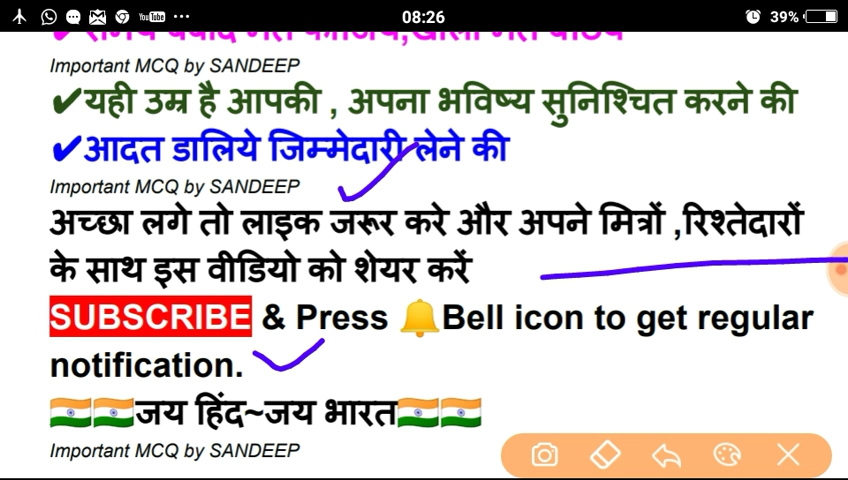 YouTube
08:26
39%
Important MCQ by SANDEEP
✔यही उम्र है आपकी , अपना भविष्य सुनिश्चित करने की
✔आदत डालिये जिम्मेदारी लेने की
Important MCQ by SANDEEP
अच्छा लगे तो लाइक जरूर करे और अपने मित्रों ,रिश्तेदारों
के साथ इस वीडियो को शेयर करें
SUBSCRIBE & Press 🔔Bell icon to get regular
notification.
🇮🇳🇮🇳जय हिंद~जय भारत🇮🇳🇮🇳
Important MCQ by SANDEEP